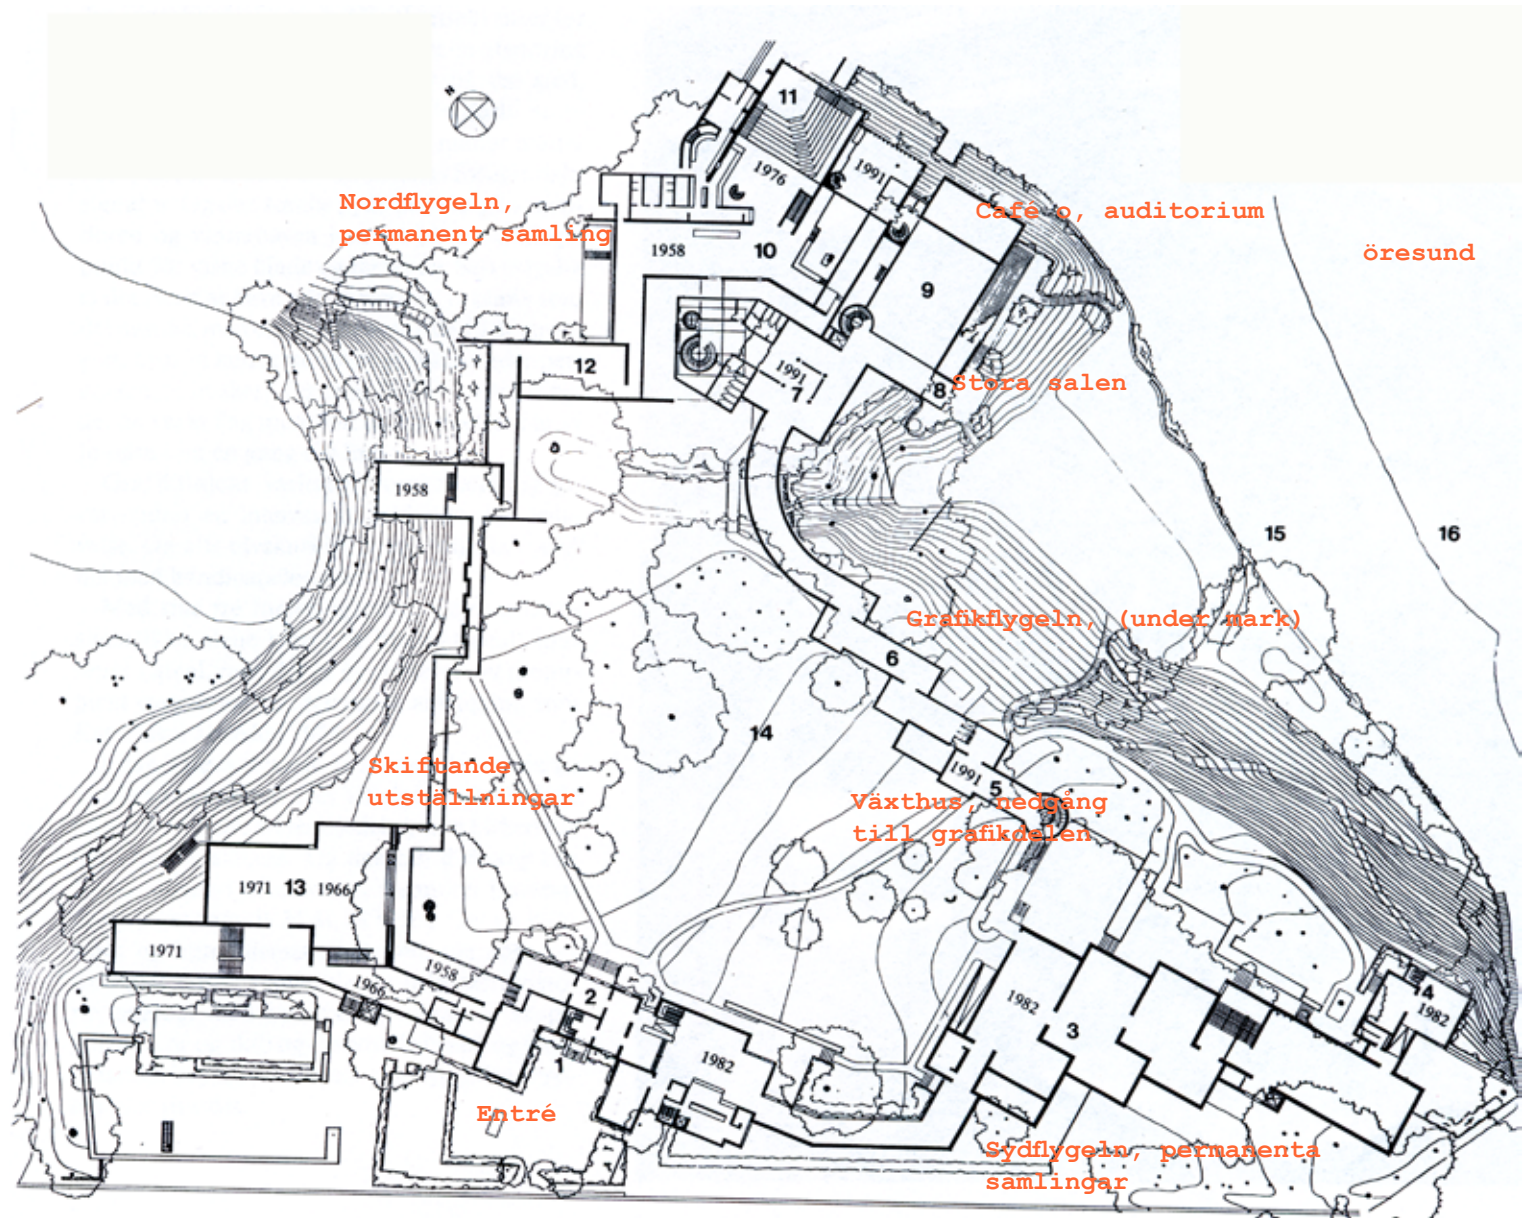 N
11
1976
1991
Nordflygeln,
permanent samling
Café o, auditorium
1958
10
öresund
9
12
1991
7
8
Stora salen
1958
15
16
Grafikflygeln, (under mark)
6
9
14
Skiftande
utställningar
1991
5
Växthus, nedgång
till grafikdelen
1971
13
1966
1971
1958
1966
2
1982
3
4
1982
1982
1
Entré
Sydflygeln, permanenta
samlingar